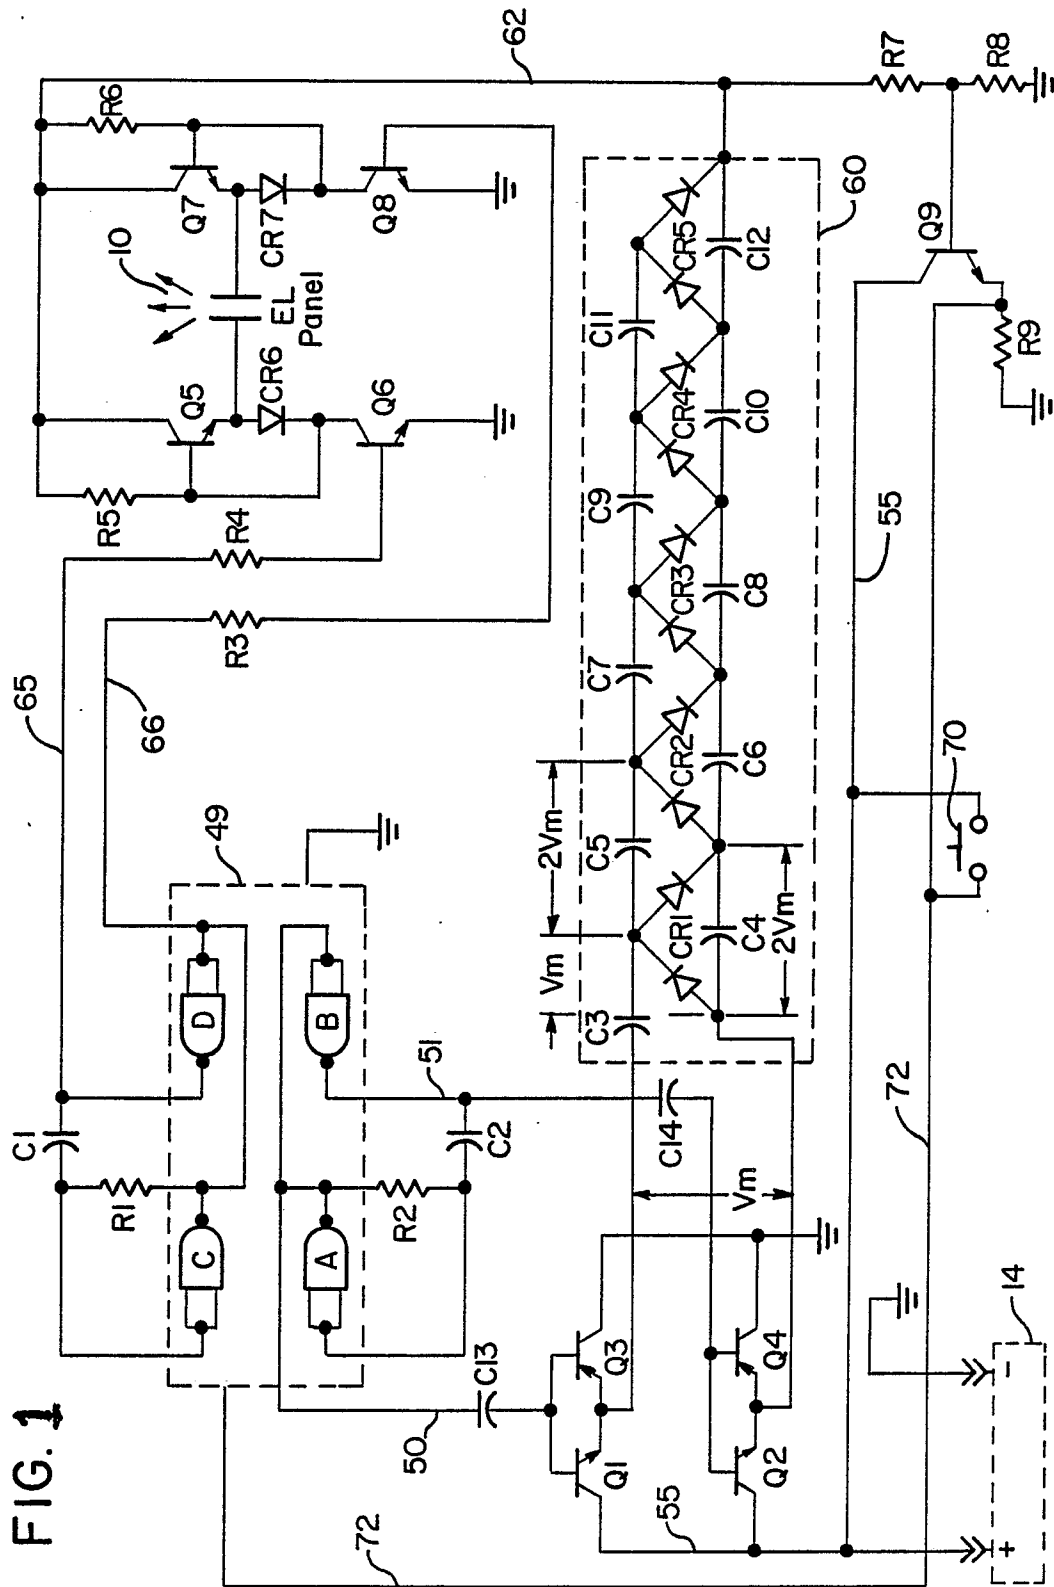 FIG. 1
62
R6
Q7
CR7
Q8
10
EL
Panel
Q5
CR6
Q6
R5
R4
R3
65
66
49
C1
R1
C
D
A
B
R2
C2
51
50
C13
C14
Q1
Q3
Q2
Q4
Vm
Vm
2Vm
2Vm
C3
C5
C7
C9
C11
CR1
CR2
CR3
CR4
CR5
C4
C6
C8
C10
C12
60
R7
R8
Q9
R9
55
55
70
72
72
14
+
-